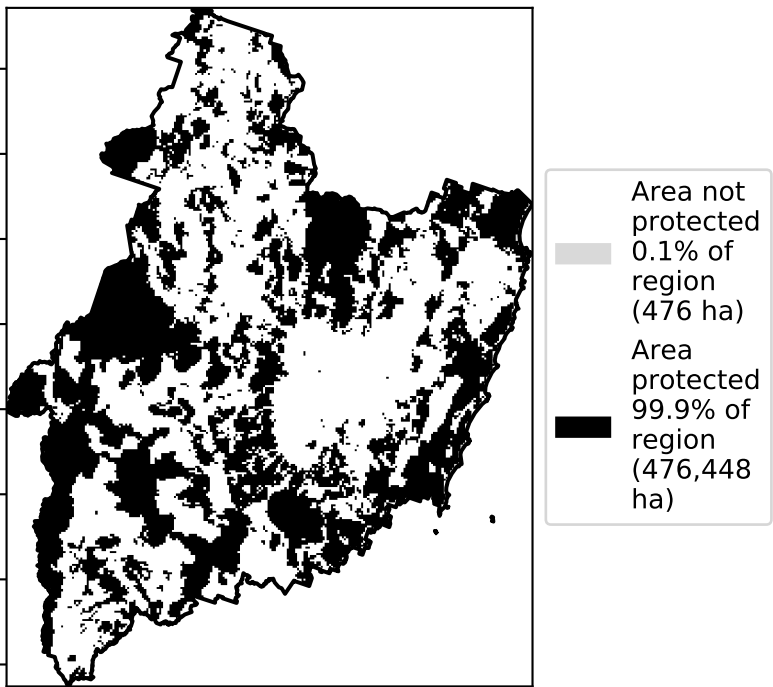 Area not
protected
0.1% of
region
(476 ha)
Area
protected
99.9% of
region
(476,448
ha)